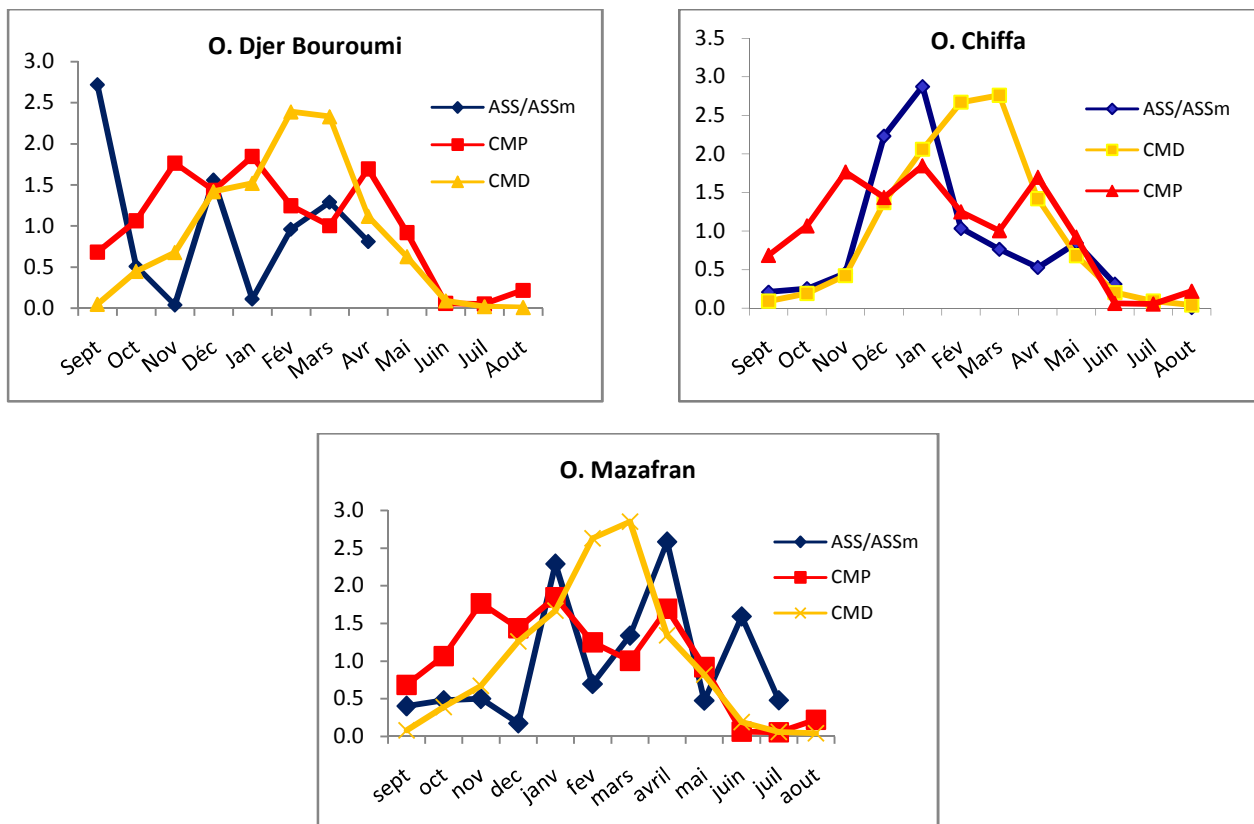 O. Djer Bouroumi
3.0
2.5
2.0
1.5
1.0
0.5
0.0
ASS/ASSm
CMP
CMD
Sept Oct Nov Déc Jan Fév Mars Avr Mai Juin Juil Aout
O. Chiffa
3.5
3.0
2.5
2.0
1.5
1.0
0.5
0.0
ASS/ASSm
CMD
CMP
Sept Oct Nov Déc Jan Fév Mars Avr Mai Juin Juil Aout
O. Mazafran
3.0
2.5
2.0
1.5
1.0
0.5
0.0
ASS/ASSm
CMP
CMD
sept oct nov dec janv fev mars avril mai juin juil aout